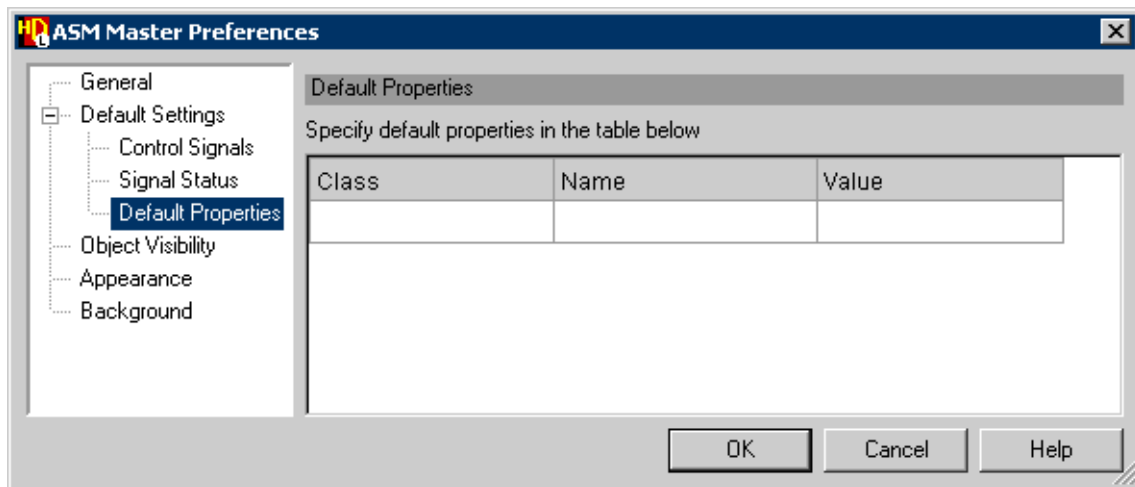 HD L ASM Master Preferences
General
Default Settings
Control Signals
Signal Status
Default Properties
Object Visibility
Appearance
Background
Default Properties
Specify default properties in the table below
Class Name Value
OK Cancel Help